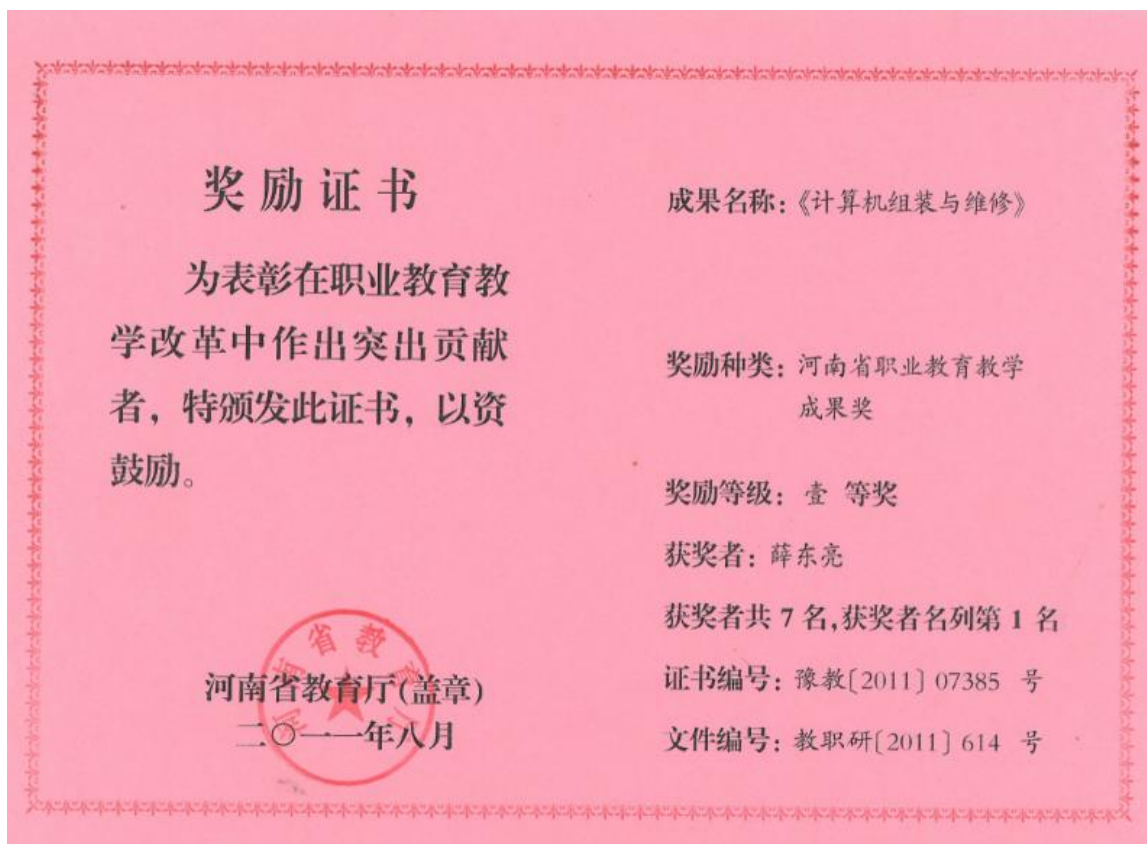 奖励证书
为表彰在职业教育教
学改革中作出突出贡献
者，特颁发此证书，以资
鼓励。
河南省教育厅
河南省教育厅(盖章)
二〇一一年八月
成果名称：《计算机组装与维修》
奖励种类：河南省职业教育教学
成果奖
奖励等级：壹 等奖
获奖者：薛东亮
获奖者共 7 名,获奖者名列第 1 名
证书编号：豫教[2011] 07385 号
文件编号：教职研[2011] 614 号